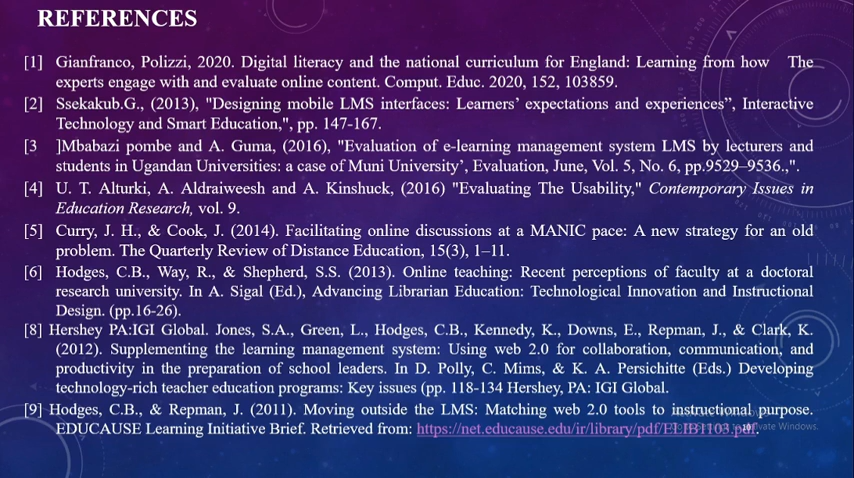 REFERENCES
[1] Gianfranco, Polizzi, 2020. Digital literacy and the national curriculum for England: Learning from how The
experts engage with and evaluate online content. Comput. Educ. 2020, 152, 103859.
[2] Ssekakub.G., (2013), "Designing mobile LMS interfaces: Learners’ expectations and experiences”, Interactive
Technology and Smart Education,", pp. 147-167.
[3 ]Mbabazi pombe and A. Guma, (2016), "Evaluation of e-learning management system LMS by lecturers and
students in Ugandan Universities: a case of Muni University’, Evaluation, June, Vol. 5, No. 6, pp.9529–9536.,".
[4] U. T. Alturki, A. Aldraiweesh and A. Kinshuck, (2016) "Evaluating The Usability," Contemporary Issues in
Education Research, vol. 9.
[5] Curry, J. H., & Cook, J. (2014). Facilitating online discussions at a MANIC pace: A new strategy for an old
problem. The Quarterly Review of Distance Education, 15(3), 1–11.
[6] Hodges, C.B., Way, R., & Shepherd, S.S. (2013). Online teaching: Recent perceptions of faculty at a doctoral
research university. In A. Sigal (Ed.), Advancing Librarian Education: Technological Innovation and Instructional
Design. (pp.16-26).
[8] Hershey PA:IGI Global. Jones, S.A., Green, L., Hodges, C.B., Kennedy, K., Downs, E., Repman, J., & Clark, K.
(2012). Supplementing the learning management system: Using web 2.0 for collaboration, communication, and
productivity in the preparation of school leaders. In D. Polly, C. Mims, & K. A. Persichitte (Eds.) Developing
technology-rich teacher education programs: Key issues (pp. 118-134 Hershey, PA: IGI Global.
[9] Hodges, C.B., & Repman, J. (2011). Moving outside the LMS: Matching web 2.0 tools to instructional purpose.
EDUCAUSE Learning Initiative Brief. Retrieved from: https://net.educause.edu/ir/library/pdf/ELIB1103.pdf.
Windows.